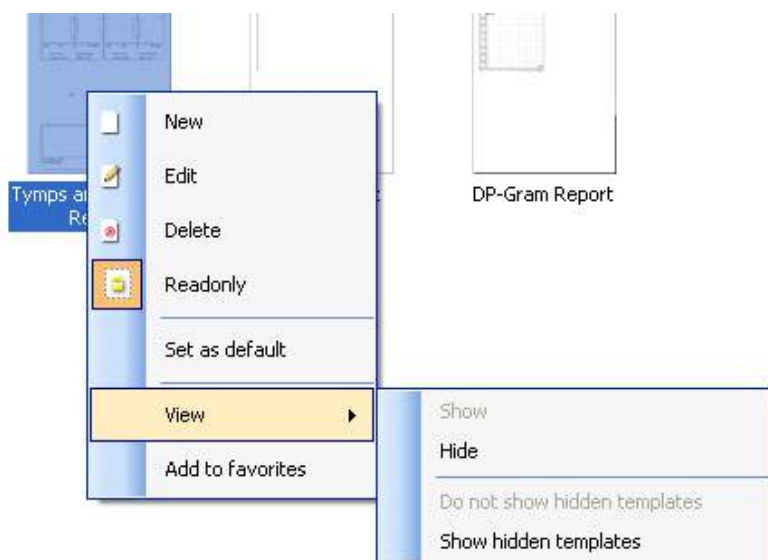 Tymps
Re
DP-Gram Report
New
Edit
Delete
Readonly
Set as default
View
Add to favorites
Show
Hide
Do not show hidden templates
Show hidden templates